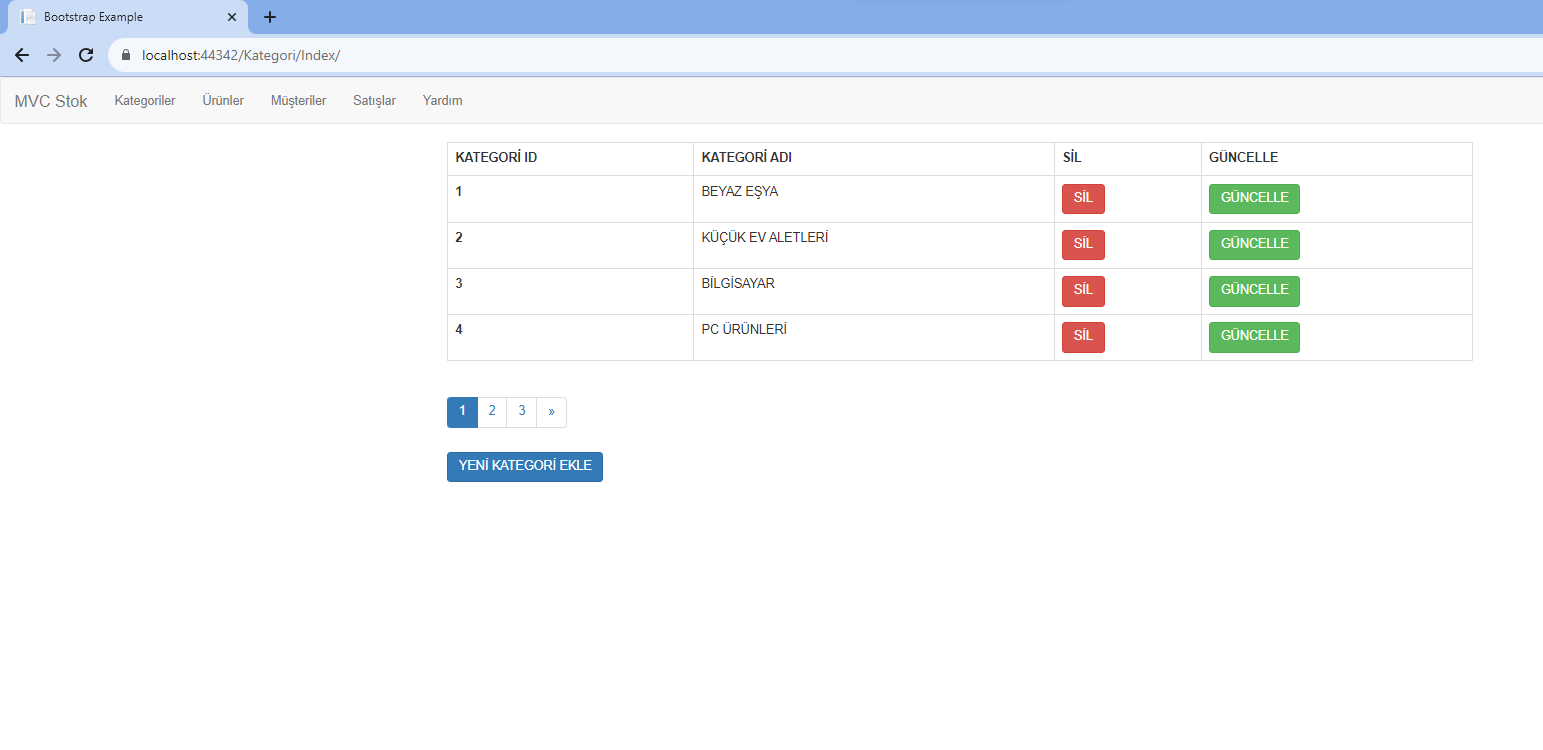 Bootstrap Example
localhost:44342/Kategori/Index/
MVC Stok Kategoriler Ürünler Müşteriler Satışlar Yardım
KATEGORİ ID KATEGORİ ADI SİL GÜNCELLE
1 BEYAZ EŞYA SİL GÜNCELLE
2 KÜÇÜK EV ALETLERİ SİL GÜNCELLE
3 BİLGİSAYAR SİL GÜNCELLE
4 PC ÜRÜNLERİ SİL GÜNCELLE
1 2 3 »
YENİ KATEGORİ EKLE